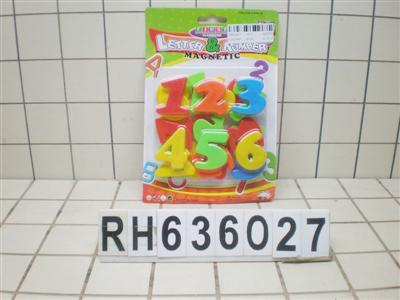 LETTER & NUMBER
MAGNETIC
1 2 3
4 5 6
RH636027